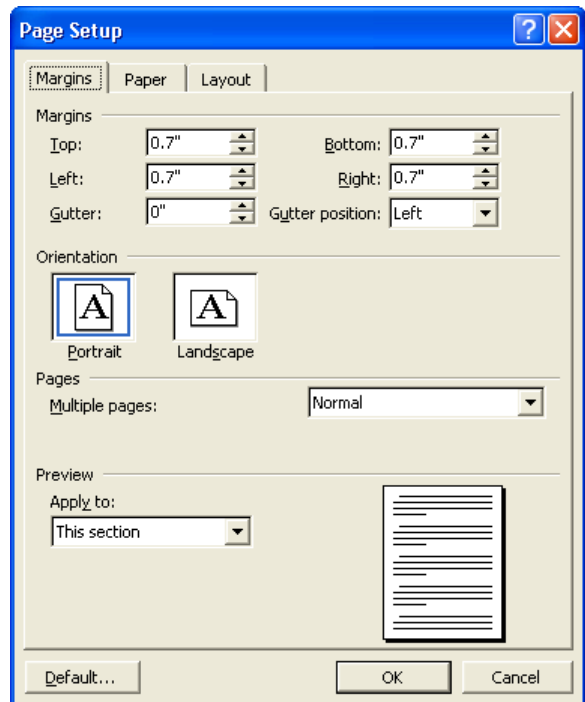 Page Setup
Margins Paper Layout
Margins
Top: 0.7" Bottom: 0.7"
Left: 0.7" Right: 0.7"
Gutter: 0" Gutter position: Left
Orientation
A A
Portrait Landscape
Pages
Multiple pages: Normal
Preview
Apply to:
This section
Default... OK Cancel